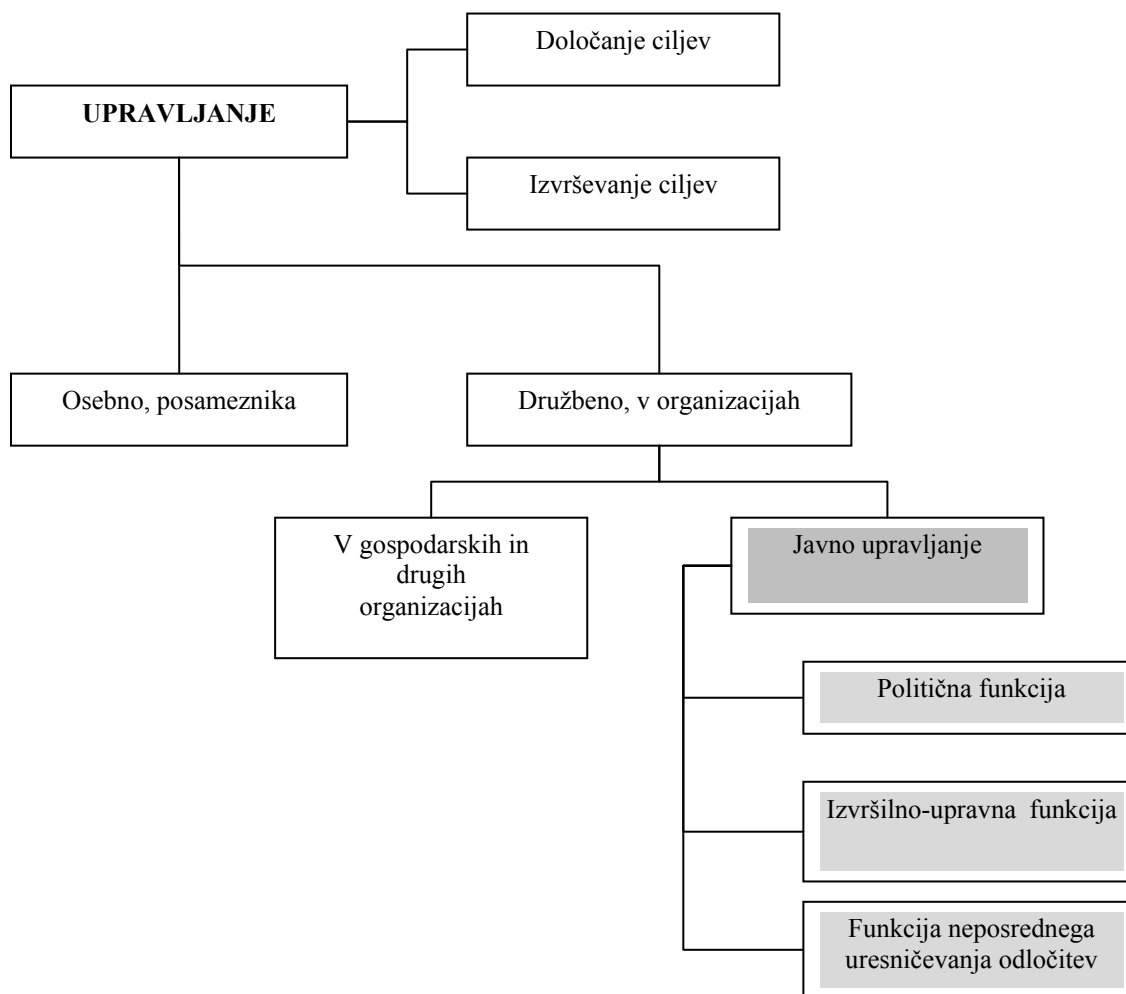 Določanje ciljev
UPRAVLJANJE
Izvrševanje ciljev
Osebno, posameznika
Družbeno, v organizacijah
V gospodarskih in
drugih
organizacijah
Javno upravljanje
Politična funkcija
Izvršilno-upravna  funkcija
Funkcija neposrednega
uresničevanja odločitev